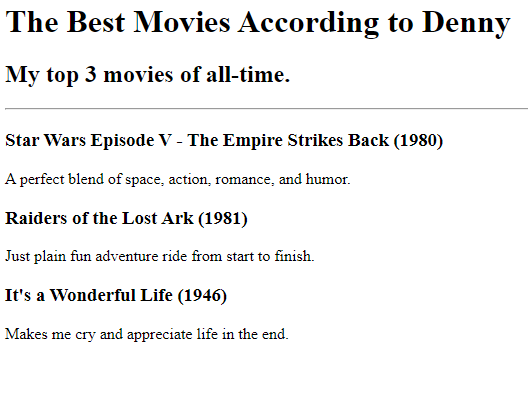 The Best Movies According to Denny
My top 3 movies of all-time.
Star Wars Episode V - The Empire Strikes Back (1980)
A perfect blend of space, action, romance, and humor.
Raiders of the Lost Ark (1981)
Just plain fun adventure ride from start to finish.
It's a Wonderful Life (1946)
Makes me cry and appreciate life in the end.